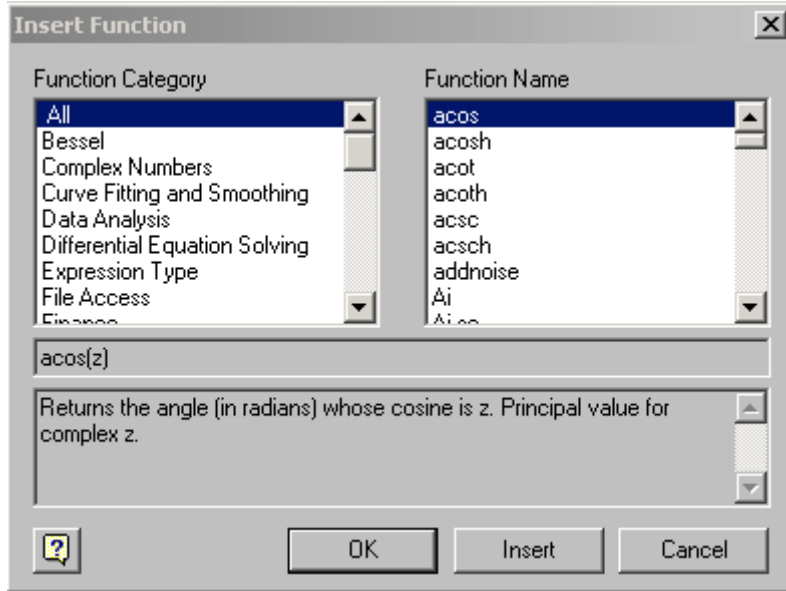 Insert Function
Function Category
Function Name
All
Bessel
Complex Numbers
Curve Fitting and Smoothing
Data Analysis
Differential Equation Solving
Expression Type
File Access
Finance
acos
acosh
acot
acoth
acsc
acsch
addnoise
Ai
acos(z)
Returns the angle (in radians) whose cosine is z. Principal value for
complex z.
?
OK
Insert
Cancel